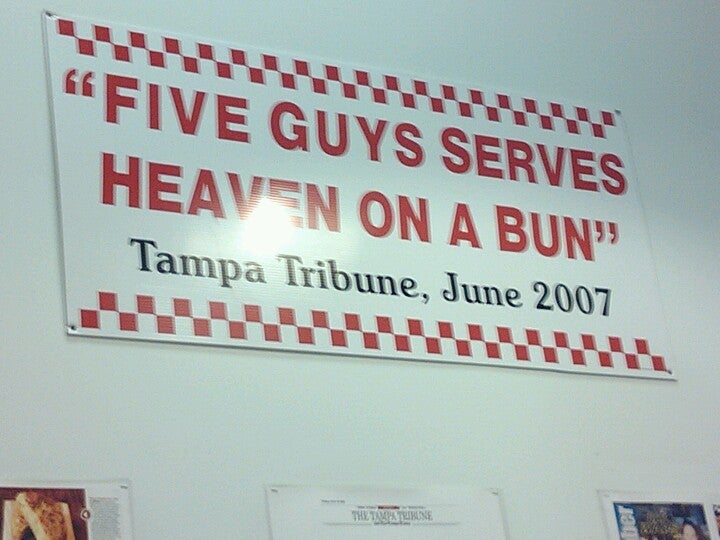 “FIVE GUYS SERVES
HEAVEN ON A BUN”
Tampa Tribune, June 2007
THE TAMPA TRIBUNE